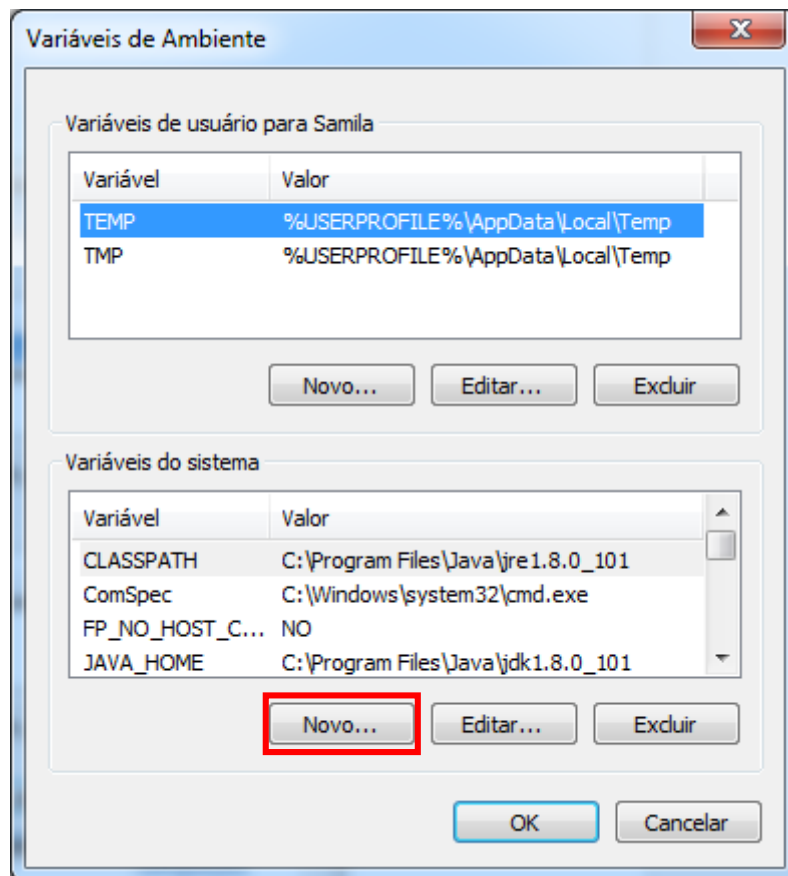 Variáveis de Ambiente
Variáveis de usuário para Samila
Variável Valor
TEMP %USERPROFILE%\AppData\Local\Temp
TMP %USERPROFILE%\AppData\Local\Temp
Novo... Editar... Excluir
Variáveis do sistema
Variável Valor
CLASSPATH C:\Program Files\Java\jre1.8.0_101
ComSpec C:\Windows\system32\cmd.exe
FP_NO_HOST_C... NO
JAVA_HOME C:\Program Files\Java\jdk1.8.0_101
Novo... Editar... Excluir
OK Cancelar